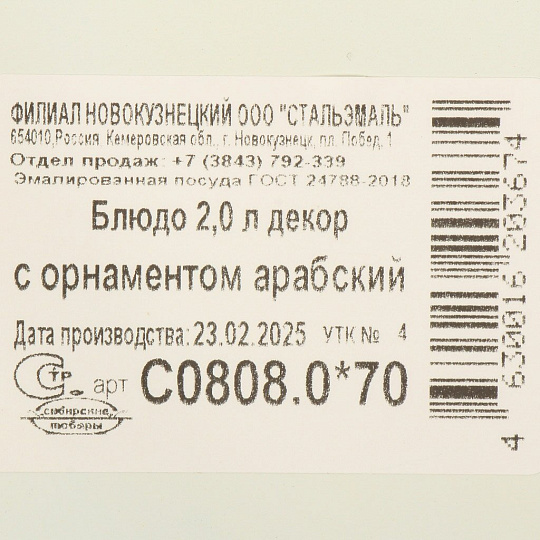 ФИЛИАЛ НОВОКУЗНЕЦКИЙ ООО "СТАЛЬЭМАЛЬ"
654010,Россия Кемеровская обл., г. Новокузнецк, пл. Побед, 1
Отдел продаж: +7 (3843) 792-339
Эмалированная посуда ГОСТ 24788-2018
Блюдо 2,0 л декор
с орнаментом арабский
Дата производства: 23.02.2025 УТК № 4
СТР
арт С0808.0*70
сибирские
товары
4 630016 203674